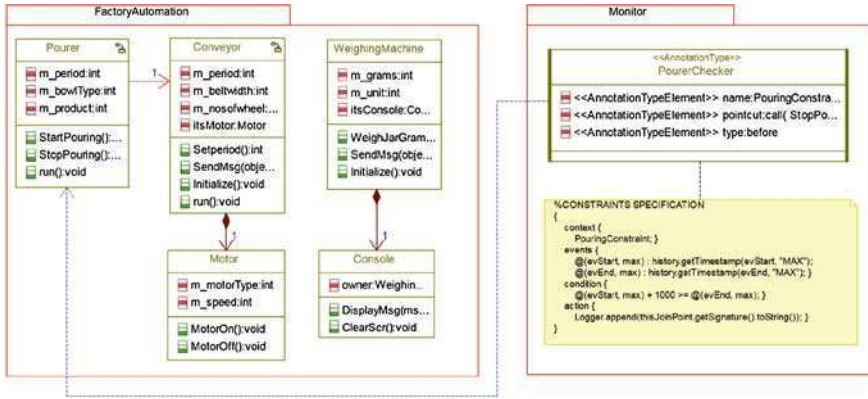 FactoryAutomation
Pourer
m_period:int
m_bowlType:int
m_product:int
StartPouring():...
StopPouring():...
run():void
1
Conveyor
m_period:int
m_beltwidth:int
m_nosofwheel:...
itsMotor:Motor
Setperiod():int
SendMsg(obje...
Initialize():void
run():void
1
Motor
m_motorType:int
m_speed:int
MotorOn():void
MotorOff():void
WeighingMachine
m_grams:int
m_unit:int
itsConsole:Co...
WeighJarGram...
SendMsg(obje...
Initialize():void
1
Console
owner:Weighin...
DisplayMsg(ms...
ClearScr():void
Monitor
<<AnnotationType>>
PourerChecker
<<AnnotationTypeElement>> name:PouringConstra...
<<AnnotationTypeElement>> pointcut:call( StopPo...
<<AnnotationTypeElement>> type:before
%CONSTRAINTS SPECIFICATION
{
context {
PouringConstraint; }
events {
@(evStart, max) : history.getTimestamp(evStart, "MAX");
@(evEnd, max) : history.getTimestamp(evEnd, "MAX"); }
condition {
@(evStart, max) + 1000 >= @(evEnd, max); }
action {
Logger.append(thisJoinPoint.getSignature().toString()); }
}